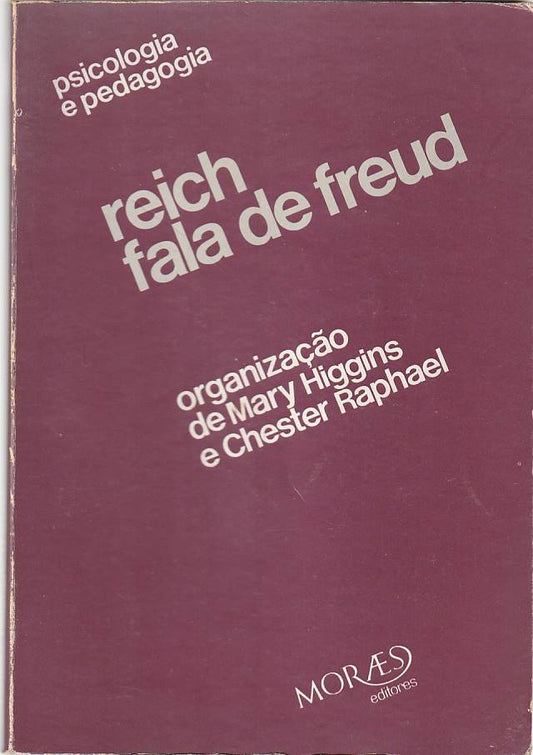 psicologia
e pedagogia
reich
fala de freud
organização
de Mary Higgins
e Chester Raphael
MORÆS
editores